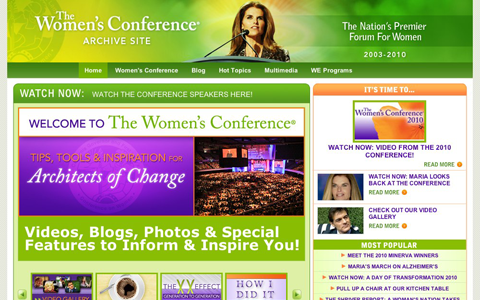 The
Women's Conference®
ARCHIVE SITE
The Nation's Premier
Forum For Women
2003-2010
Home Women's Conference Blog Hot Topics Multimedia WE Programs
WATCH NOW: WATCH THE CONFERENCE SPEAKERS HERE!
WELCOME TO The Women's Conference®
TIPS, TOOLS & INSPIRATION FOR
Architects of Change
Videos, Blogs, Photos & Special
Features to Inform & Inspire You!
VIDEO GALLERY
THE XX EFFECT
GENERATION TO GENERATION
HOW I DID IT
IT'S TIME TO...
The
Women's Conference
2010
WATCH NOW: VIDEO FROM THE 2010
CONFERENCE!
READ MORE
WATCH NOW: MARIA LOOKS
BACK AT THE CONFERENCE
READ MORE
CHECK OUT OUR VIDEO
GALLERY
READ MORE
MOST POPULAR
MEET THE 2010 MINERVA WINNERS
MARIA'S MARCH ON ALZHEIMER'S
WATCH: A DAY OF TRANSFORMATION 2010
PULL UP A CHAIR AT OUR KITCHEN TABLE
THE SHRIVER REPORT: A WOMAN'S NATION TAKES